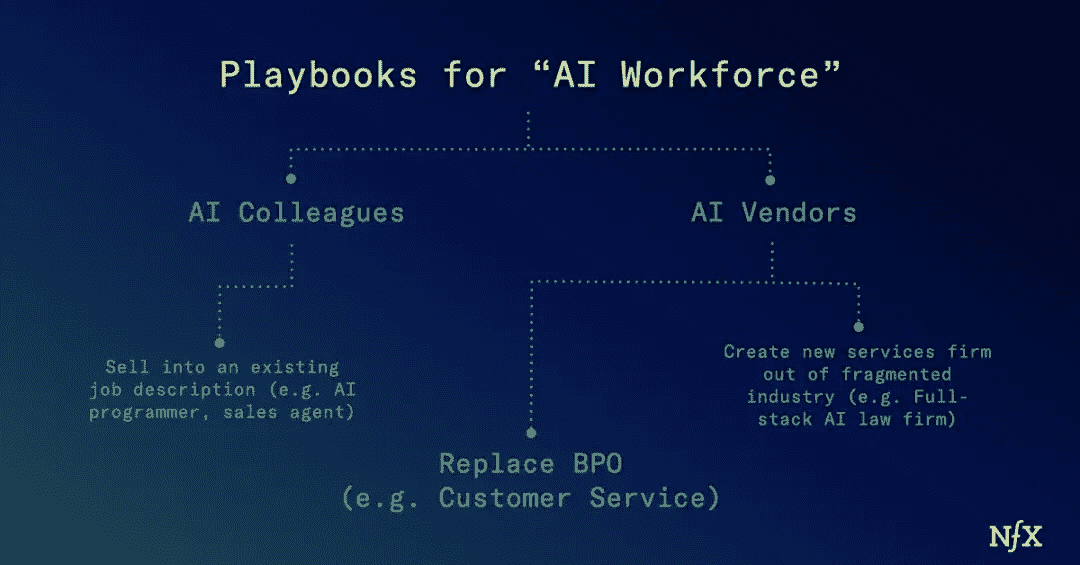 Playbooks for “AI Workforce”
AI Colleagues
AI Vendors
Sell into an existing
job description (e.g. AI
programmer, sales agent)
Create new services firm
out of fragmented
industry (e.g. Full-
stack AI law firm)
Replace BPO
(e.g. Customer Service)
NfX